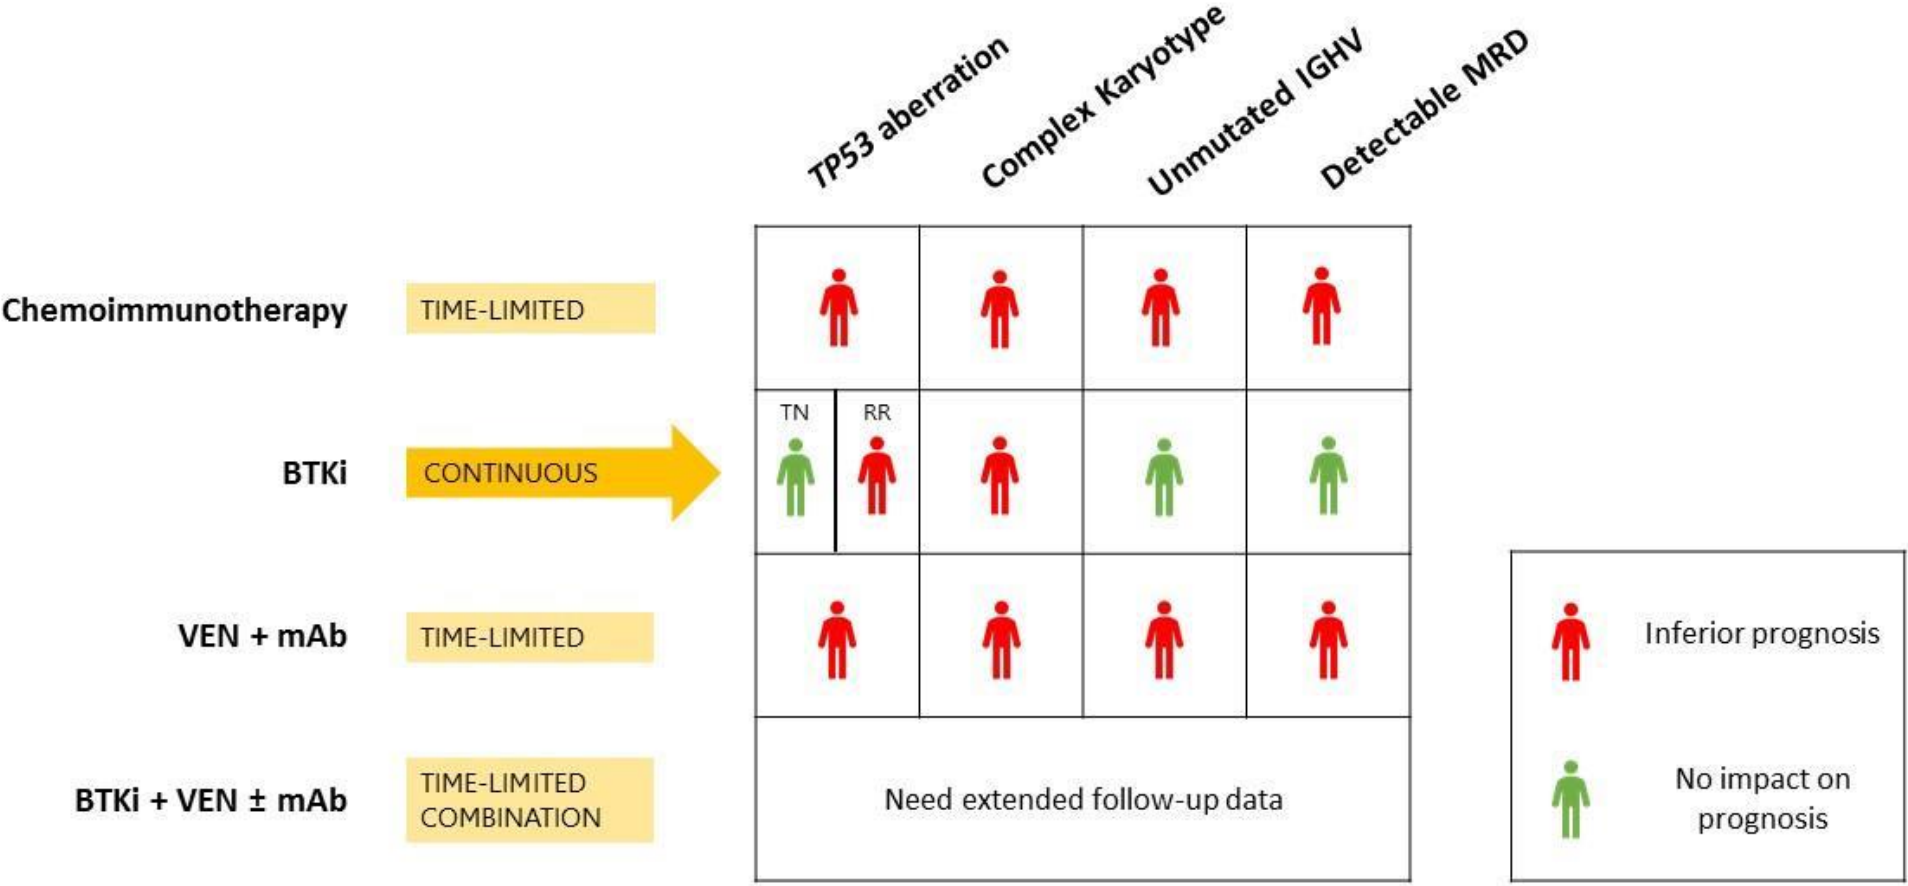 TP53 aberration
Complex Karyotype
Unmutated IGHV
Detectable MRD
Chemoimmunotherapy
TIME-LIMITED
BTKi
CONTINUOUS
TN
RR
VEN + mAb
TIME-LIMITED
BTKi + VEN ± mAb
TIME-LIMITED
COMBINATION
Need extended follow-up data
Inferior prognosis
No impact on
prognosis